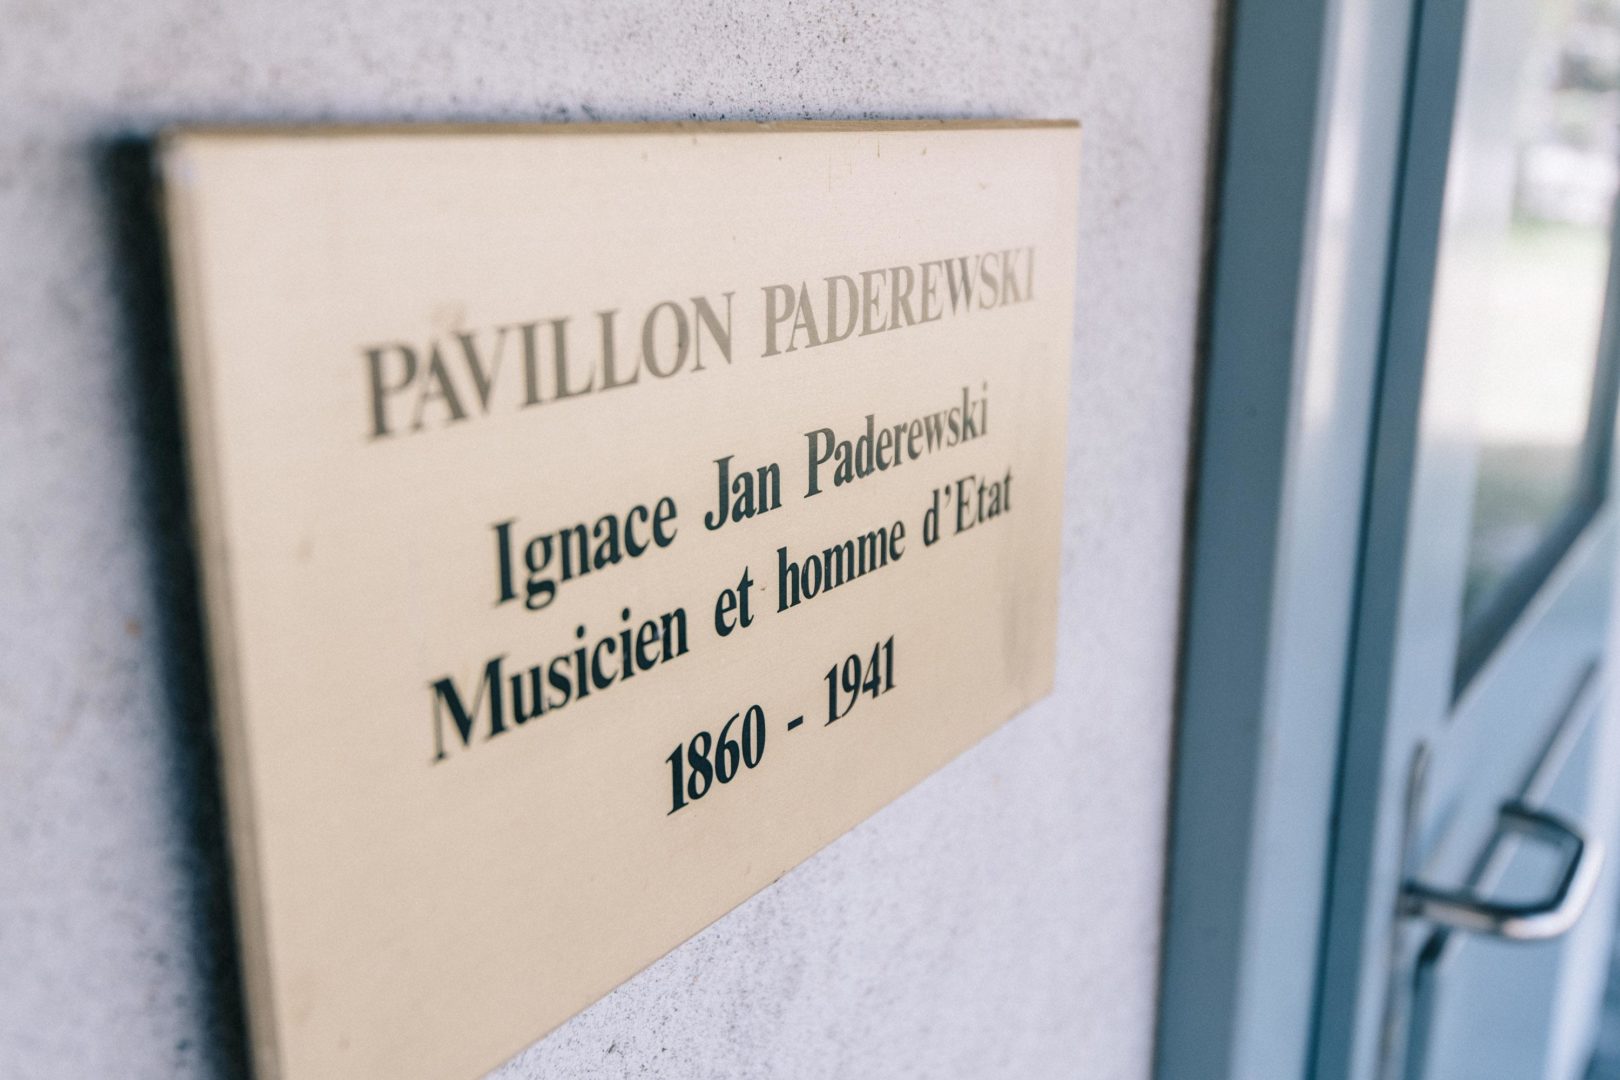 PAVILLON PADEREWSKI
Ignace Jan Paderewski
Musicien et homme d'Etat
1860 - 1941